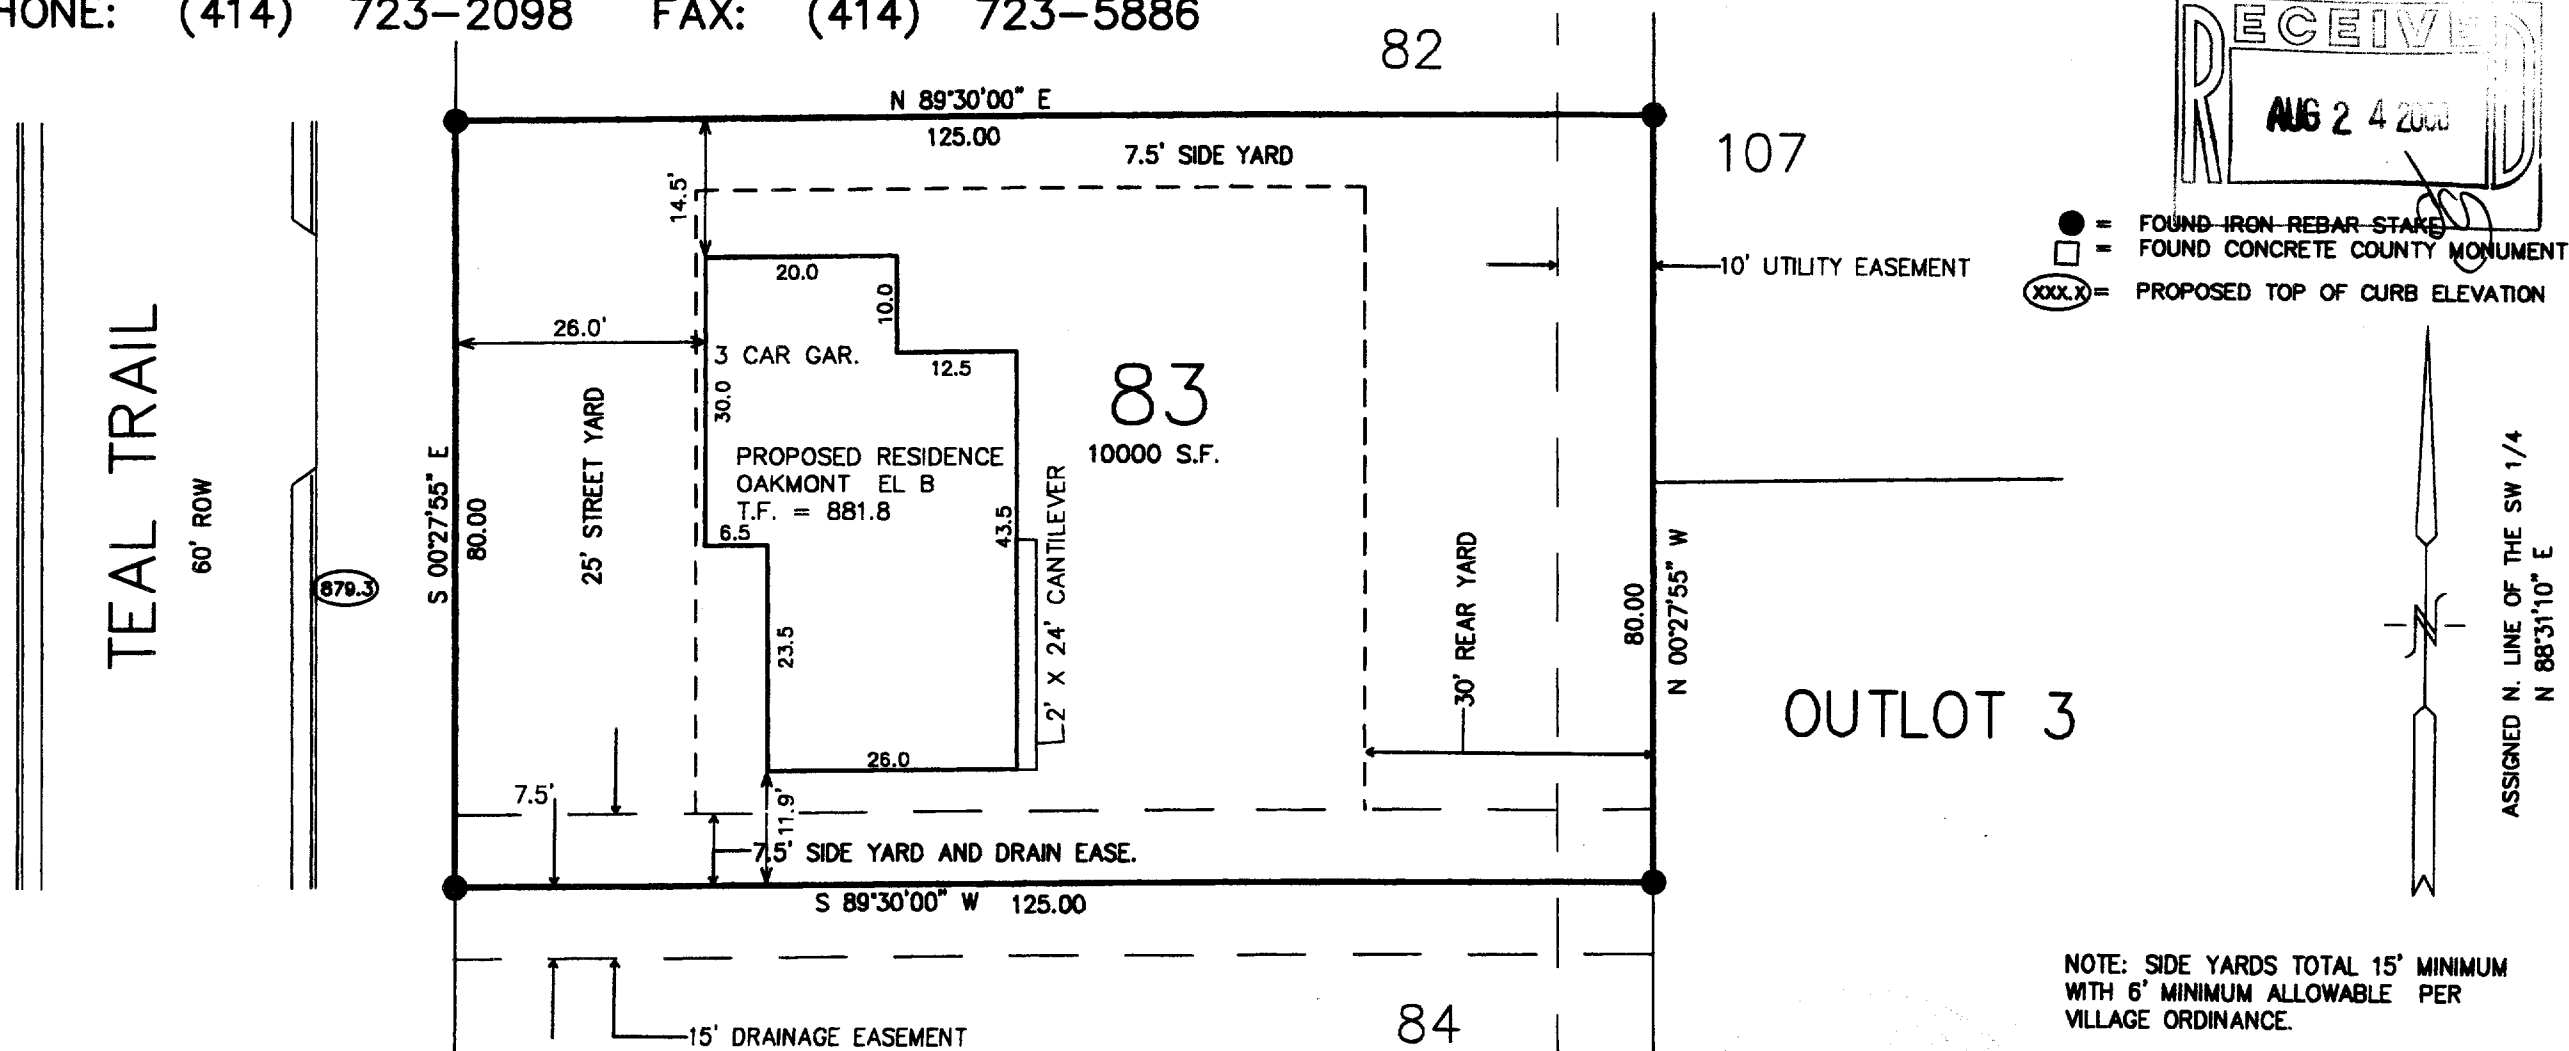 HONE: (414) 723-2098 FAX: (414) 723-5886
RECEIVED
AUG 24 2000
82
N 89°30'00" E
125.00
7.5' SIDE YARD
107
● = FOUND IRON REBAR STAKE
□ = FOUND CONCRETE COUNTY MONUMENT
XXX.X = PROPOSED TOP OF CURB ELEVATION
14.5'
20.0
10.0
10' UTILITY EASEMENT
26.0'
3 CAR GAR.
12.5
30.0
83
10000 S.F.
TEAL TRAIL
60' ROW
879.3
S 00°27'55" E
80.00
25' STREET YARD
PROPOSED RESIDENCE
OAKMONT EL B
T.F. = 881.8
6.5
43.5
2' X 24' CANTILEVER
23.5
26.0
30' REAR YARD
80.00
N 00°27'55" W
OUTLOT 3
N
ASSIGNED N. LINE OF THE SW 1/4
N 88°31'10" E
7.5'
11.9'
7.5' SIDE YARD AND DRAIN EASE.
S 89°30'00" W 125.00
15' DRAINAGE EASEMENT
84
NOTE: SIDE YARDS TOTAL 15' MINIMUM
WITH 6' MINIMUM ALLOWABLE PER
VILLAGE ORDINANCE.